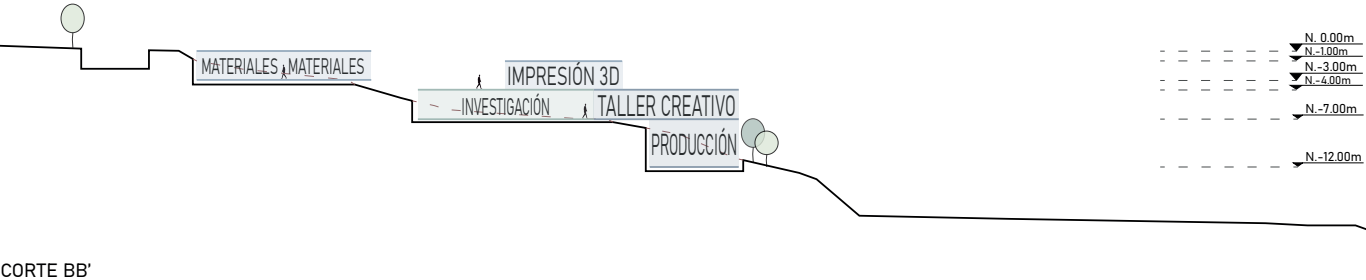 N. 0.00m
N.-1.00m
MATERIALES MATERIALES
N.-3.00m
IMPRESIÓN 3D
N.-4.00m
INVESTIGACIÓN
TALLER CREATIVO
N.-7.00m
PRODUCCIÓN
N.-12.00m
CORTE BB'